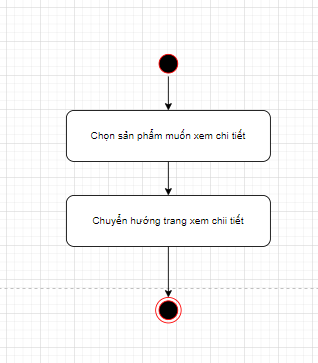 Chọn sản phẩm muốn xem chi tiết
Chuyển hướng trang xem chii tiết